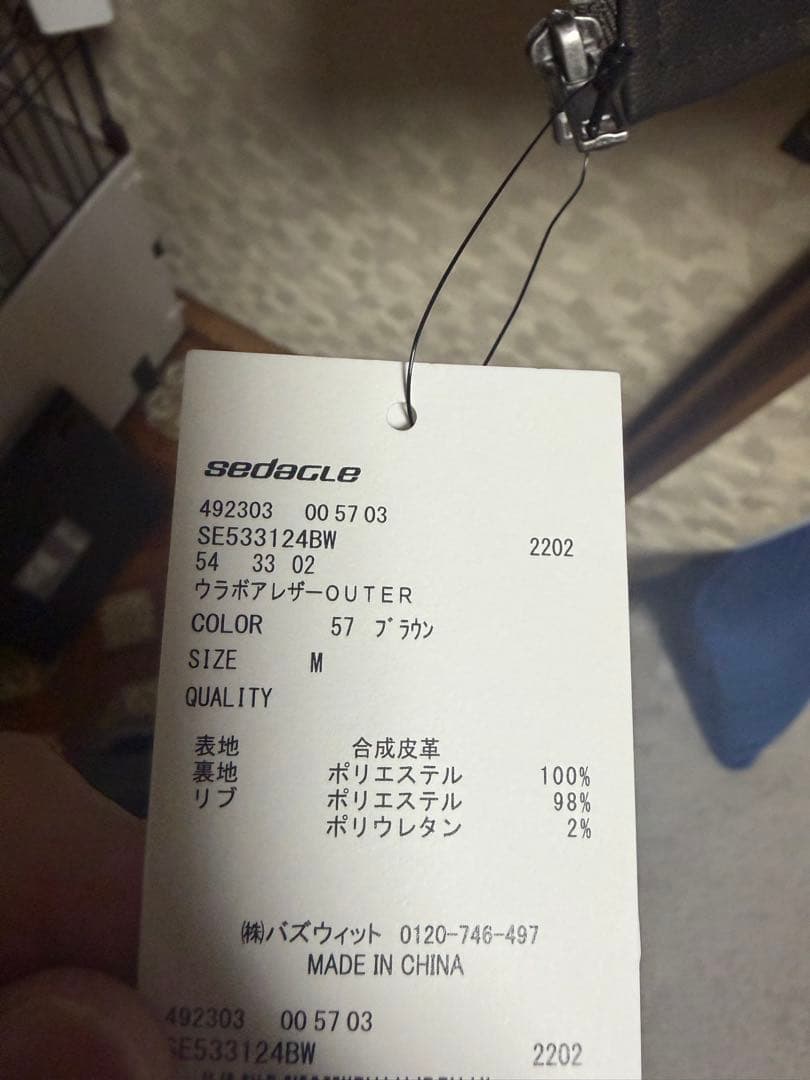 sedaGLe
492303 00 57 03
SE533124BW 2202
54 33 02
ウラボアレザーOUTER
COLOR 57 ブラウン
SIZE M
QUALITY
表地 合成皮革
裏地 ポリエステル 100%
リブ ポリエステル 98%
ポリウレタン 2%
㈱バズウィット 0120-746-497
MADE IN CHINA
492303 00 57 03
SE533124BW 2202